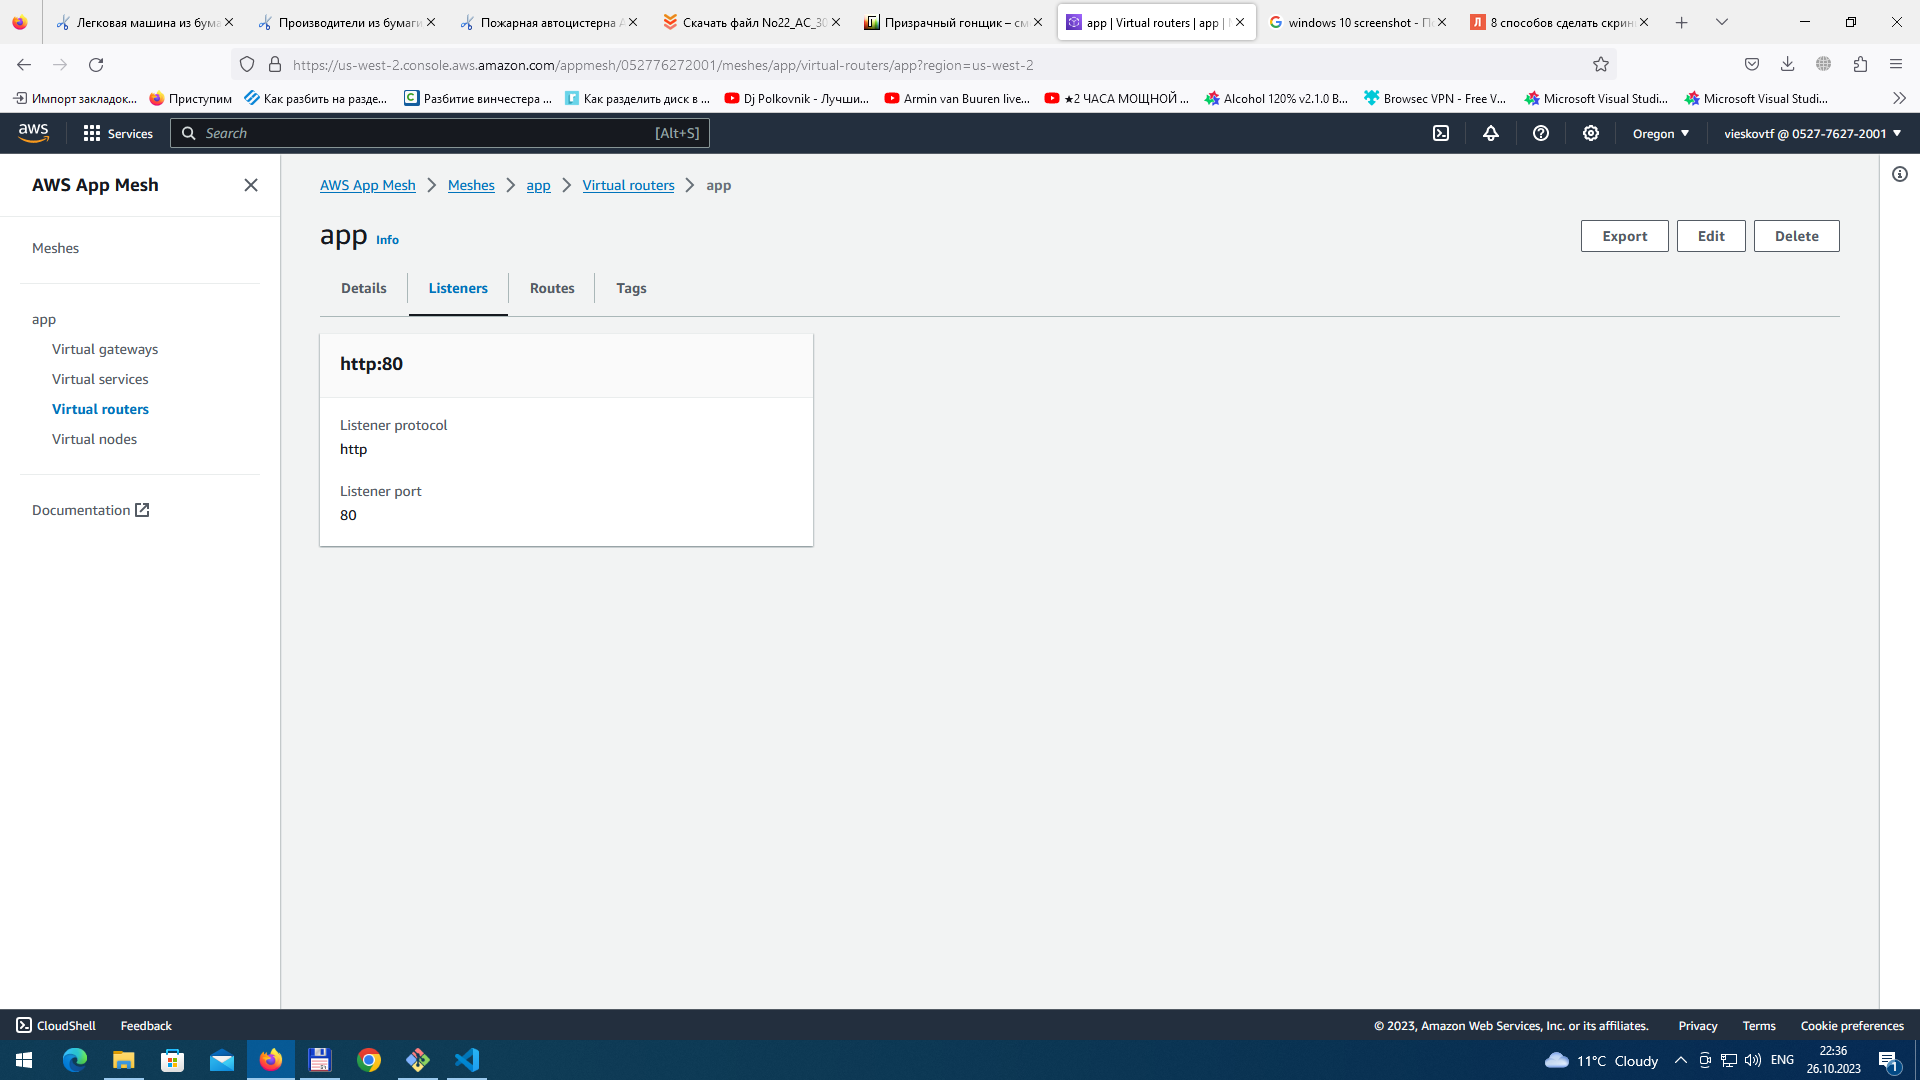 Легковая машина из бума
Производители из бумаги
Пожарная автоцистерна А
Скачать файл No22_AC_30
Призрачный гонщик – см
app | Virtual routers | app |
windows 10 screenshot - По
8 способов сделать скрин
https://us-west-2.console.aws.amazon.com/appmesh/052776272001/meshes/app/virtual-routers/app?region=us-west-2
Импорт закладок...
Приступим
Как разбить на разде...
Разбитие винчестера ...
Как разделить диск в ...
Dj Polkovnik - Лучши...
Armin van Buuren live...
★2 ЧАСА МОЩНОЙ ...
Alcohol 120% v2.1.0 B...
Browsec VPN - Free V...
Microsoft Visual Studi...
Microsoft Visual Studi...
aws
Services
Search
[Alt+S]
Oregon
vieskovtf @ 0527-7627-2001
AWS App Mesh
Meshes
app
Virtual gateways
Virtual services
Virtual routers
Virtual nodes
Documentation
AWS App Mesh
Meshes
app
Virtual routers
app
app Info
Export
Edit
Delete
Details
Listeners
Routes
Tags
http:80
Listener protocol
http
Listener port
80
CloudShell
Feedback
© 2023, Amazon Web Services, Inc. or its affiliates.
Privacy
Terms
Cookie preferences
11°C Cloudy
ENG
22:36
26.10.2023
1